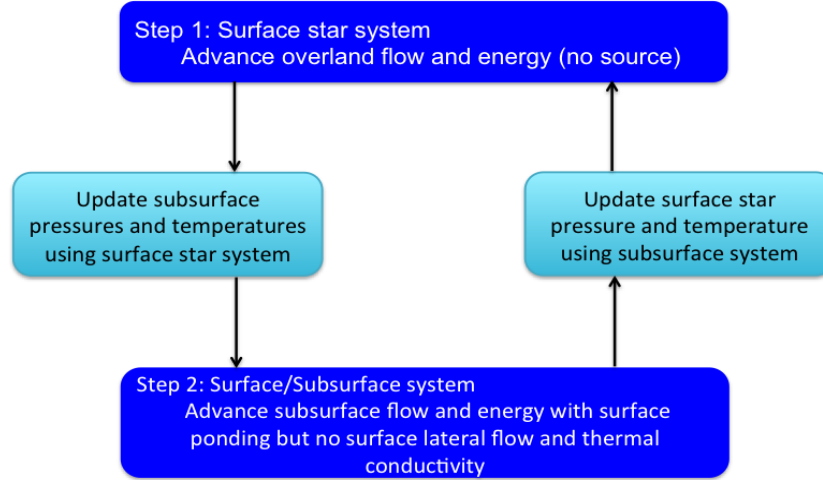 Step 1: Surface star system
Advance overland flow and energy (no source)
Update subsurface
pressures and temperatures
using surface star system
Update surface star
pressure and temperature
using subsurface system
Step 2: Surface/Subsurface system
Advance subsurface flow and energy with surface
ponding but no surface lateral flow and thermal
conductivity